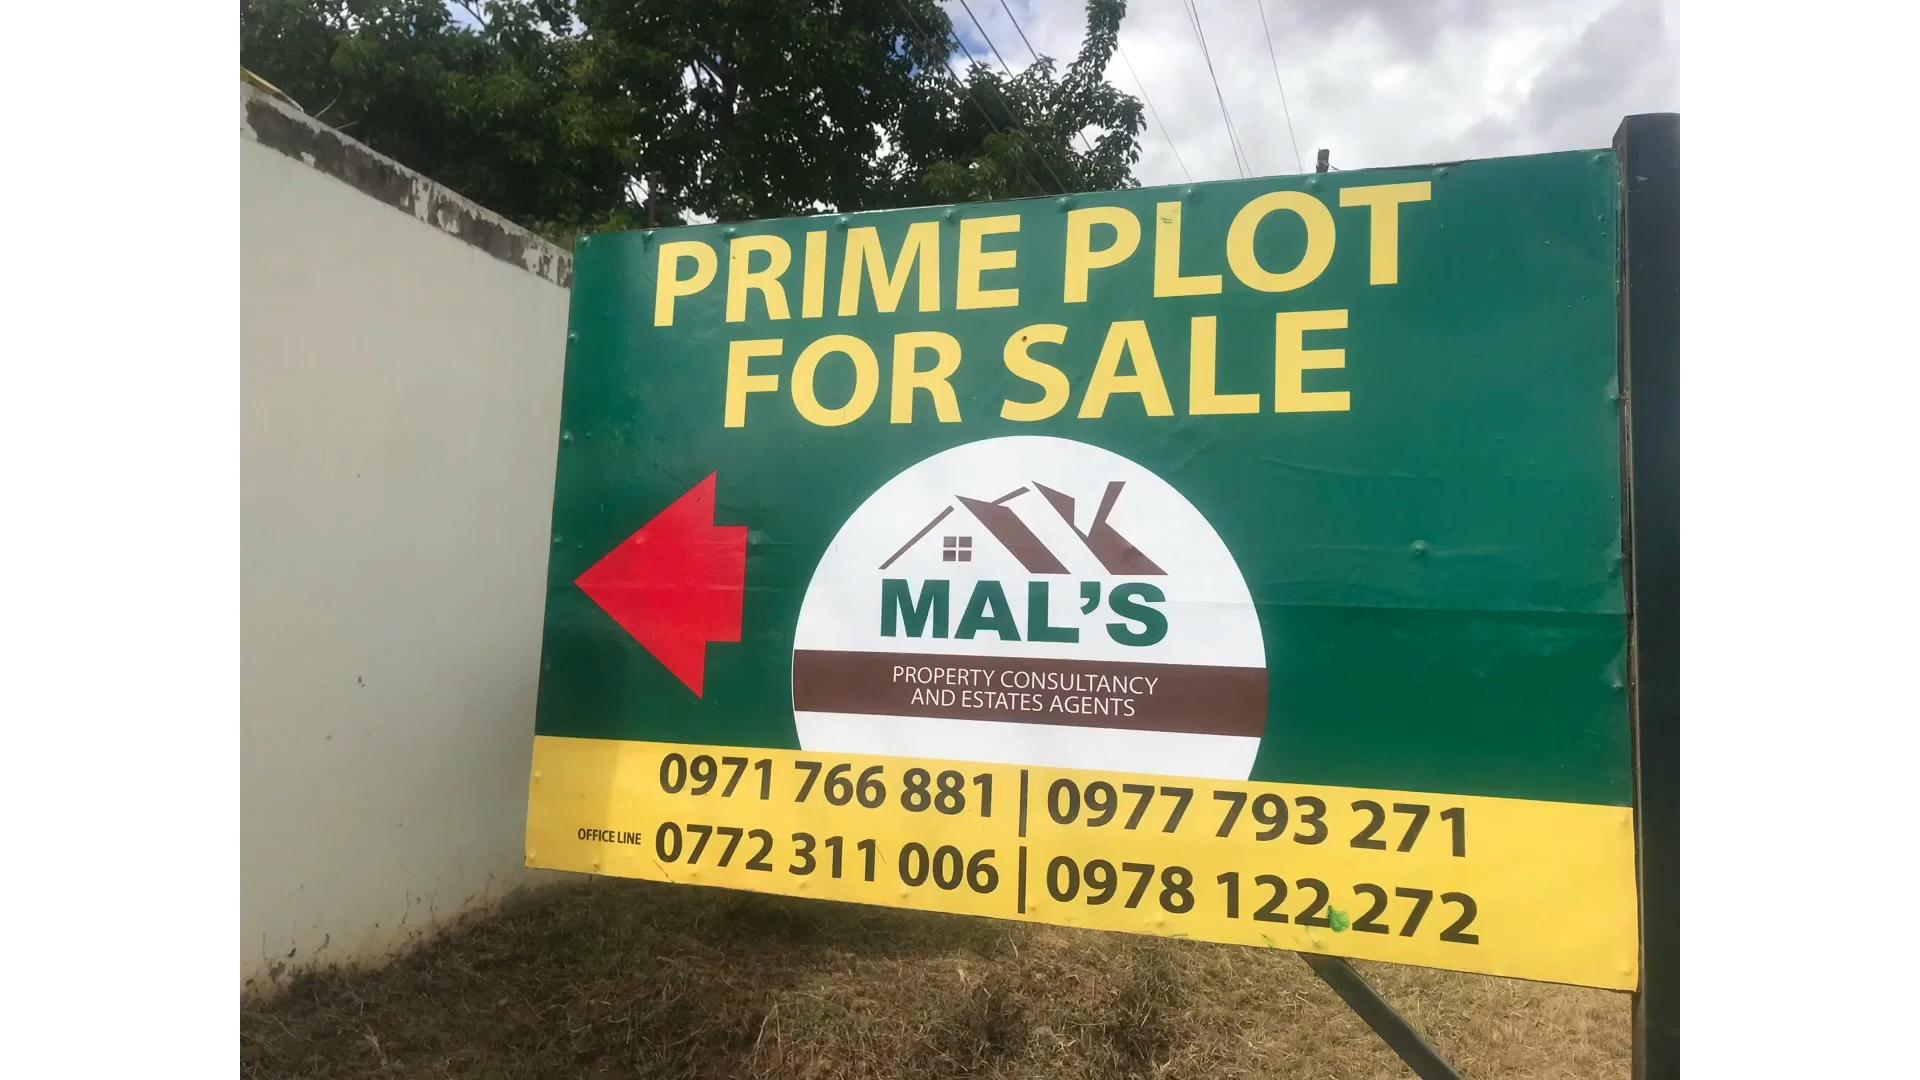 PRIME PLOT
FOR SALE
MAL'S
PROPERTY CONSULTANCY
AND ESTATES AGENTS
0971 766 881 | 0977 793 271
OFFICE LINE 0772 311 006 | 0978 122 272